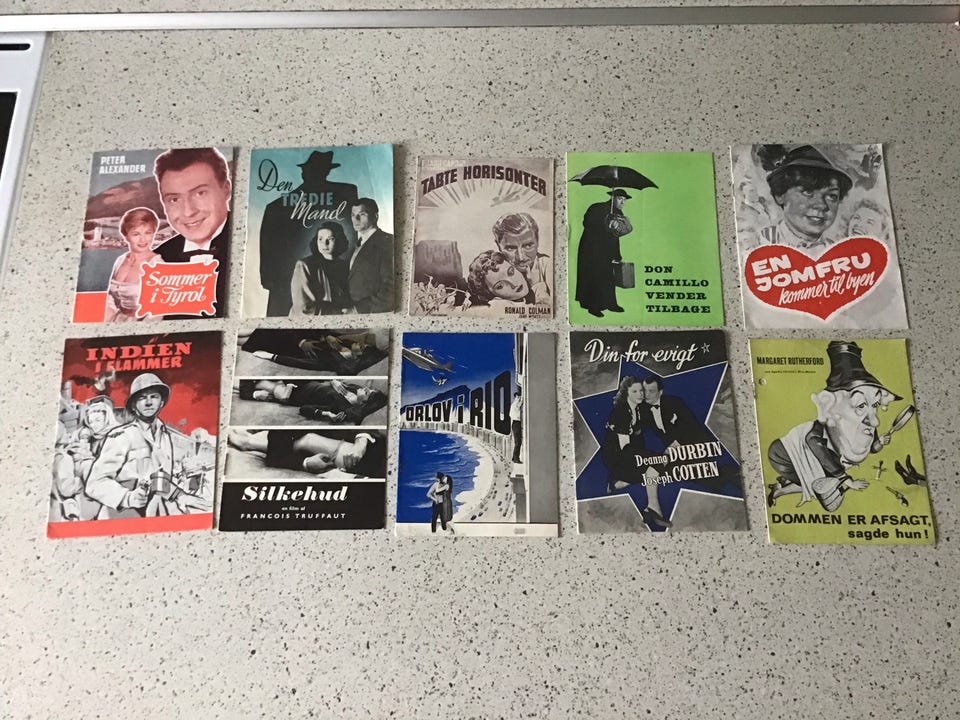 PETER
ALEXANDER
Sommer
i Tyrol
Den
TREDIE
Mand
TABTE HORISONTER
RONALD COLMAN
DON
CAMILLO
VENDER
TILBAGE
EN
JOMFRU
kommer til byen
INDIEN
I FLAMMER
Silkehud
en film af
FRANCOIS TRUFFAUT
ORLOV i RIO
Din for evigt
Deanna DURBIN
Joseph COTTEN
MARGARET RUTHERFORD
DOMMEN ER AFSAGT,
sagde hun!